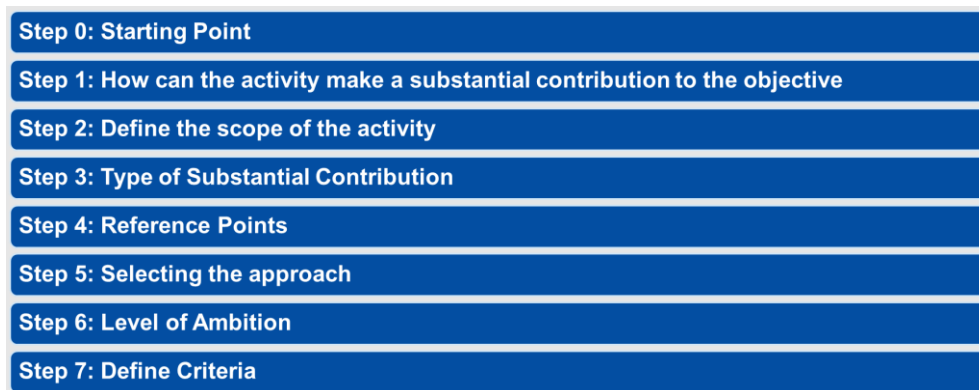 Step 0: Starting Point
Step 1: How can the activity make a substantial contribution to the objective
Step 2: Define the scope of the activity
Step 3: Type of Substantial Contribution
Step 4: Reference Points
Step 5: Selecting the approach
Step 6: Level of Ambition
Step 7: Define Criteria